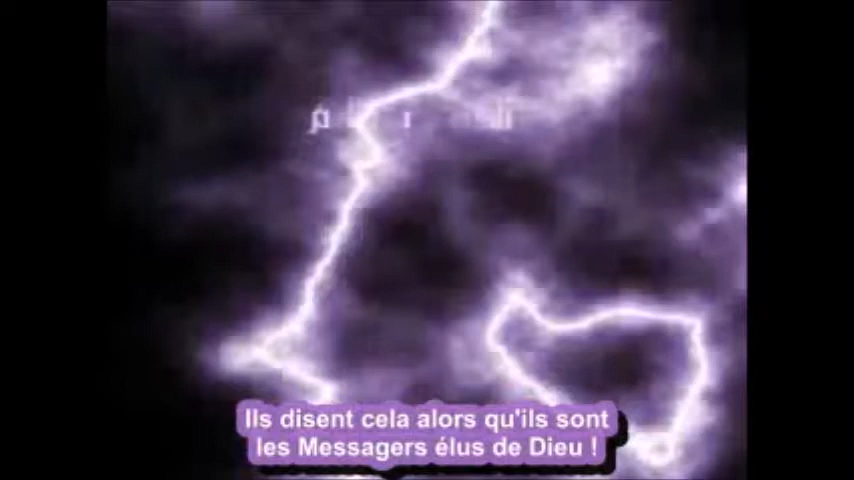 Ils disent cela alors qu'ils sont
les Messagers élus de Dieu !